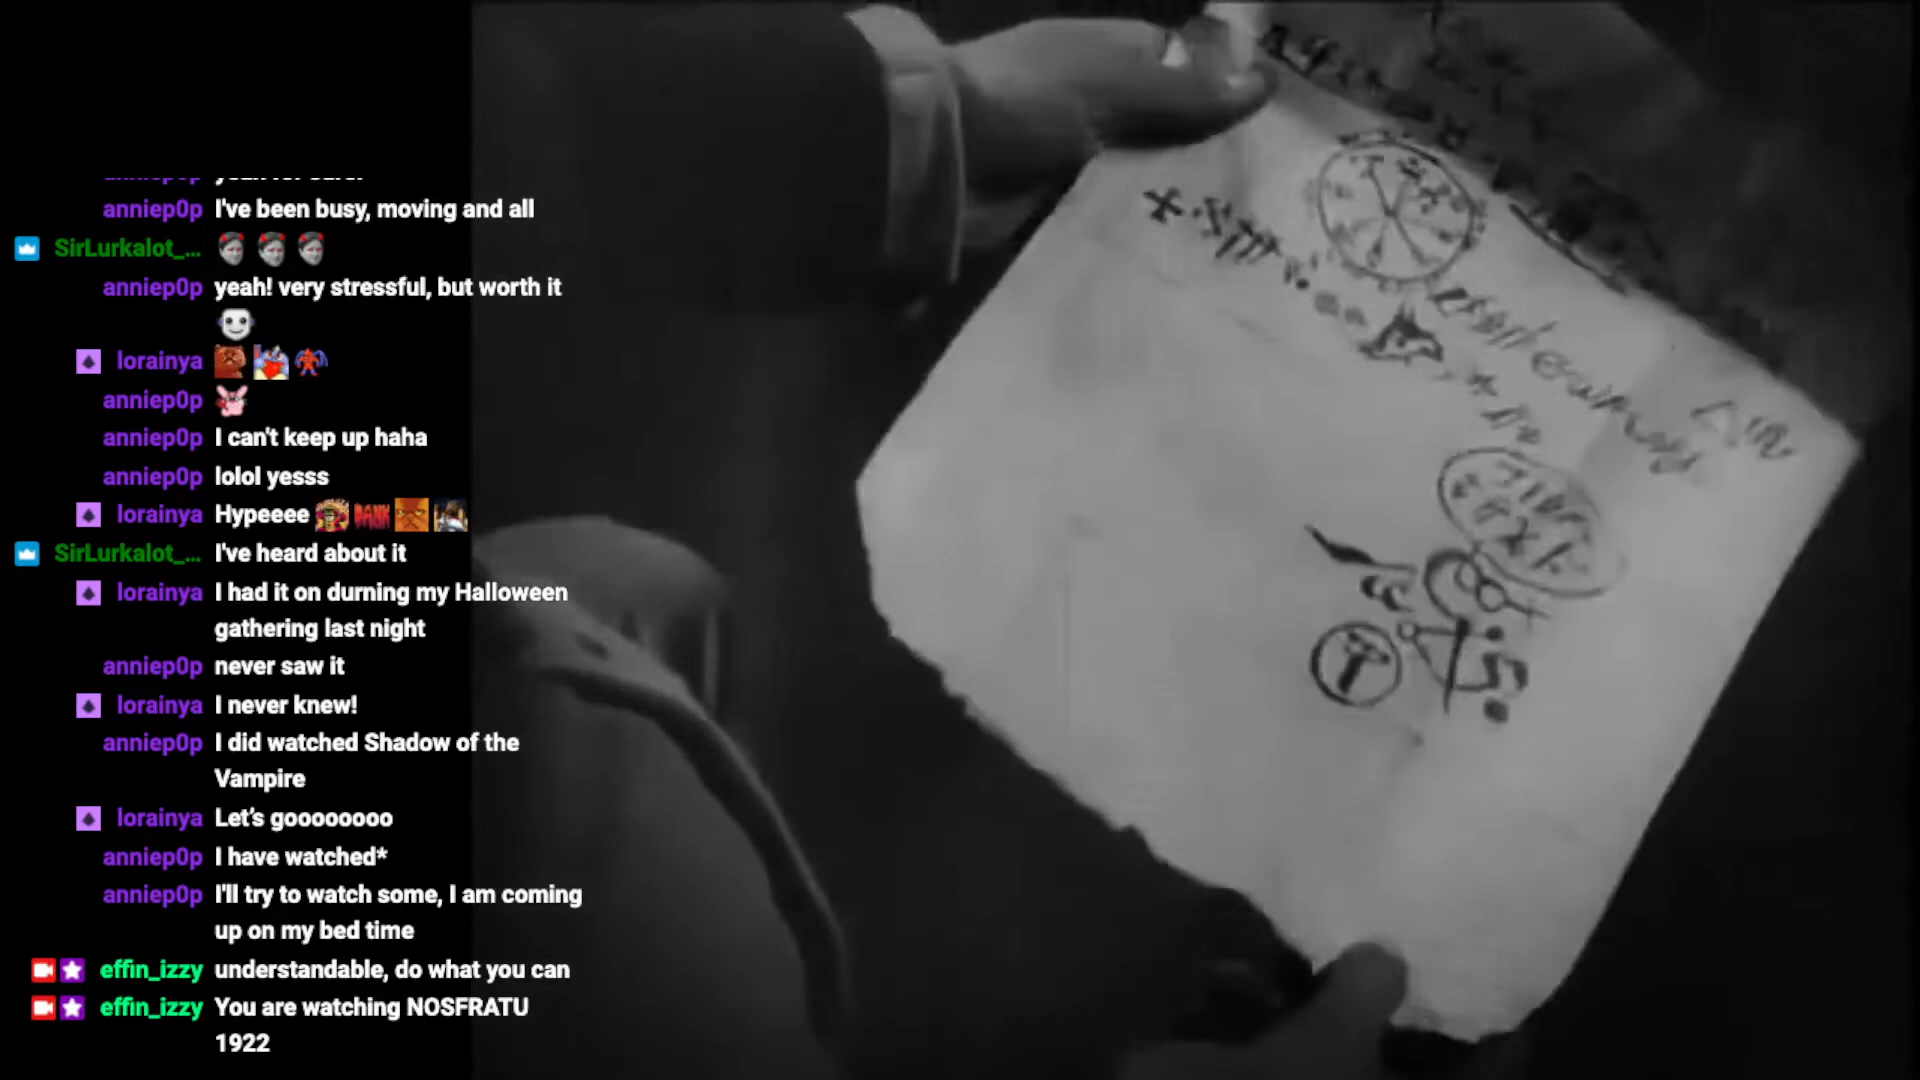 anniep0p I've been busy, moving and all
SirLurkalot_...
anniep0p yeah! very stressful, but worth it
lorainya
anniep0p
anniep0p I can't keep up haha
anniep0p lolol yesss
lorainya Hypeeee DANK
SirLurkalot_... I've heard about it
lorainya I had it on durning my Halloween
gathering last night
anniep0p never saw it
lorainya I never knew!
anniep0p I did watched Shadow of the
Vampire
lorainya Let's goooooooo
anniep0p I have watched*
anniep0p I'll try to watch some, I am coming
up on my bed time
effin_izzy understandable, do what you can
effin_izzy You are watching NOSFRATU
1922